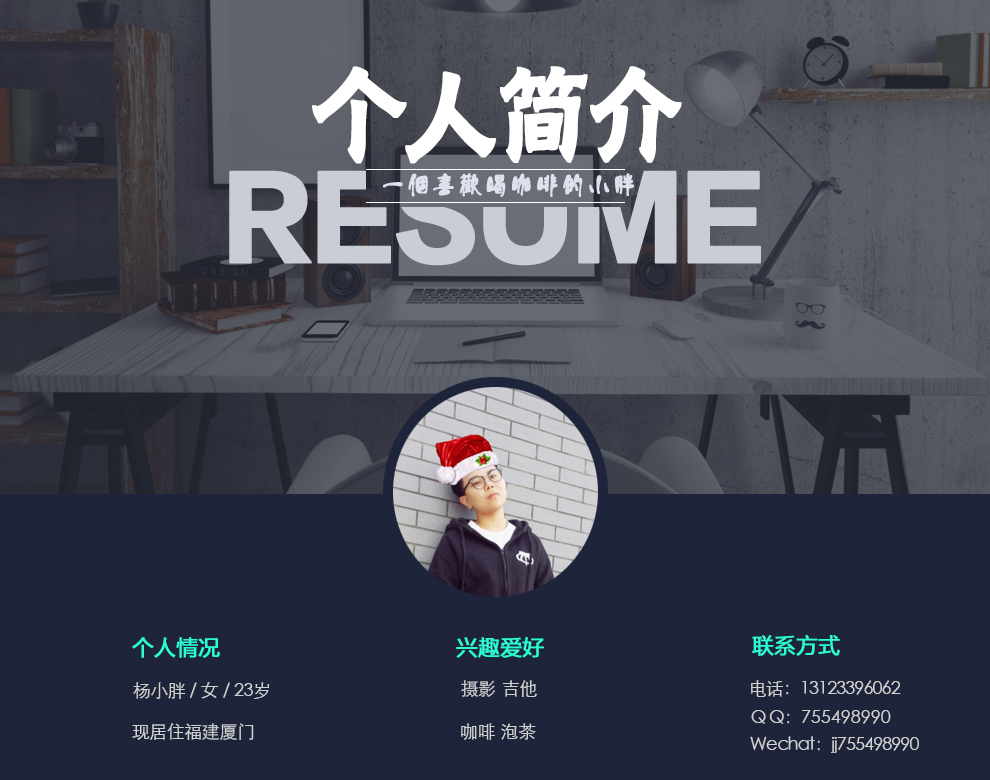 个人简介
RESUME
一個喜歡喝咖啡的小胖
DESIGN
个人情况
杨小胖 / 女 / 23岁
现居住福建厦门
兴趣爱好
摄影 吉他
咖啡 泡茶
联系方式
电话：13123396062
Q Q：755498990
Wechat：jj755498990